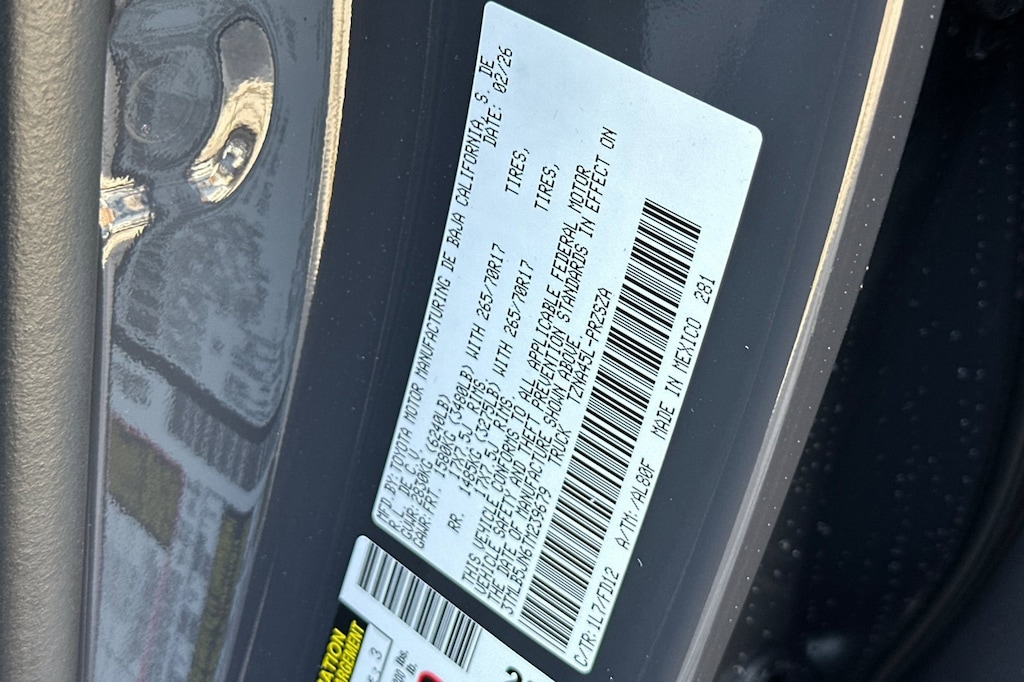 MFD BY:TOYOTA MOTOR MANUFACTURING DE BAJA CALIFORNIA, S. DE
R.L. DE C.V. DATE: 02/26
GVWR: 2830KG (6240LB)
GAWR:FRT. 1580KG (3480LB) WITH 265/70R17 TIRES,
17X7.5J RIMS,
RR. 1485KG (3275LB) WITH 265/70R17 TIRES,
17X7.5J RIMS,
THIS VEHICLE CONFORMS TO ALL APPLICABLE FEDERAL MOTOR
VEHICLE SAFETY AND THEFT PREVENTION STANDARDS IN EFFECT ON
THE DATE OF MANUFACTURE SHOWN ABOVE.
3TMLB5JN6TM239679 TRUCK TZNA45L-PRZSZA
C/TR:1L7/FD12 A/TM:/AL80F MADE IN MEXICO 281
3
lbs.